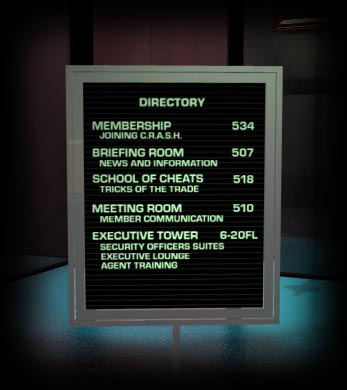 DIRECTORY
MEMBERSHIP 534
JOINING C.R.A.S.H.
BRIEFING ROOM 507
NEWS AND INFORMATION
SCHOOL OF CHEATS 518
TRICKS OF THE TRADE
MEETING ROOM 510
MEMBER COMMUNICATION
EXECUTIVE TOWER 6-20FL
SECURITY OFFICERS SUITES
EXECUTIVE LOUNGE
AGENT TRAINING